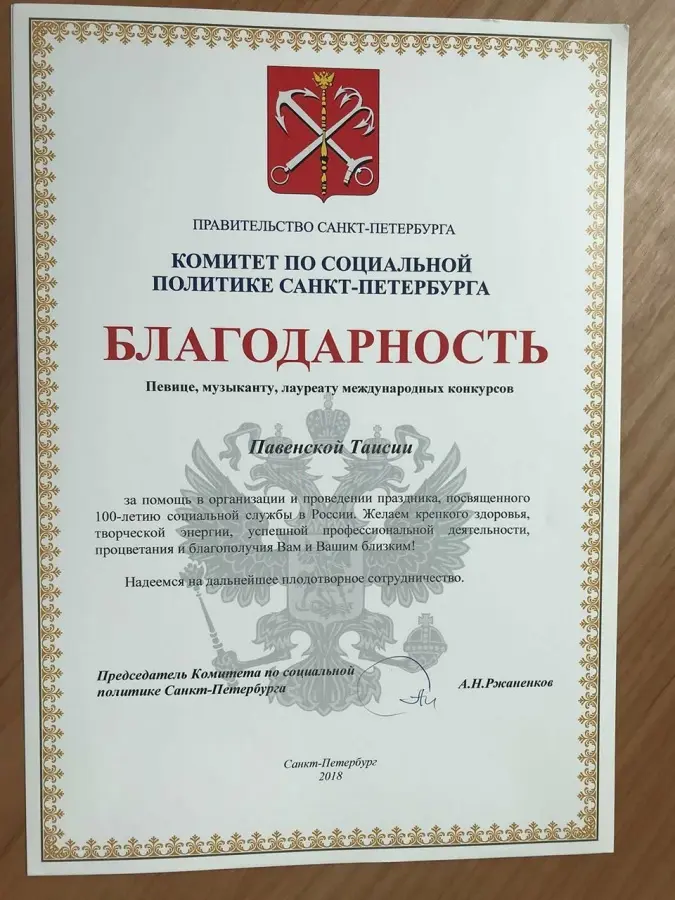 ПРАВИТЕЛЬСТВО САНКТ-ПЕТЕРБУРГА
КОМИТЕТ ПО СОЦИАЛЬНОЙ
ПОЛИТИКЕ САНКТ-ПЕТЕРБУРГА
БЛАГОДАРНОСТЬ
Певице, музыканту, лауреату международных конкурсов
Павенской Таисии
за помощь в организации и проведении праздника, посвященного
100-летию социальной службы в России. Желаем крепкого здоровья,
творческой энергии, успешной профессиональной деятельности,
процветания и благополучия Вам и Вашим близким!
Надеемся на дальнейшее плодотворное сотрудничество.
Председатель Комитета по социальной
политике Санкт-Петербурга
А.Н.Ржаненков
Санкт-Петербург
2018